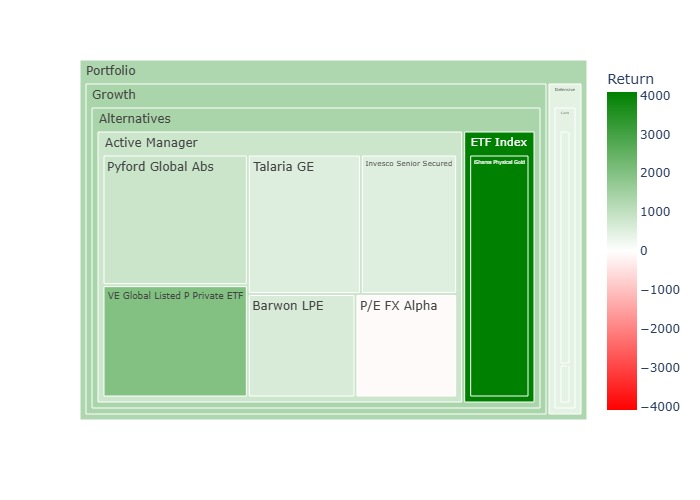 Portfolio
Growth
Alternatives
Active Manager
Pyford Global Abs
Talaria GE
Invesco Senior Secured
VE Global Listed P Private ETF
Barwon LPE
P/E FX Alpha
ETF Index
iShares Physical Gold
Defensive
Return
4000
3000
2000
1000
0
−1000
−2000
−3000
−4000